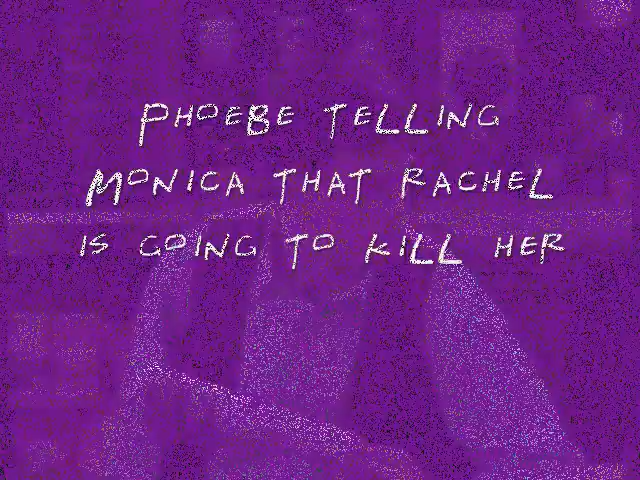 PHOEBE TELLING
MONICA THAT RACHEL
IS GOING TO KILL HER